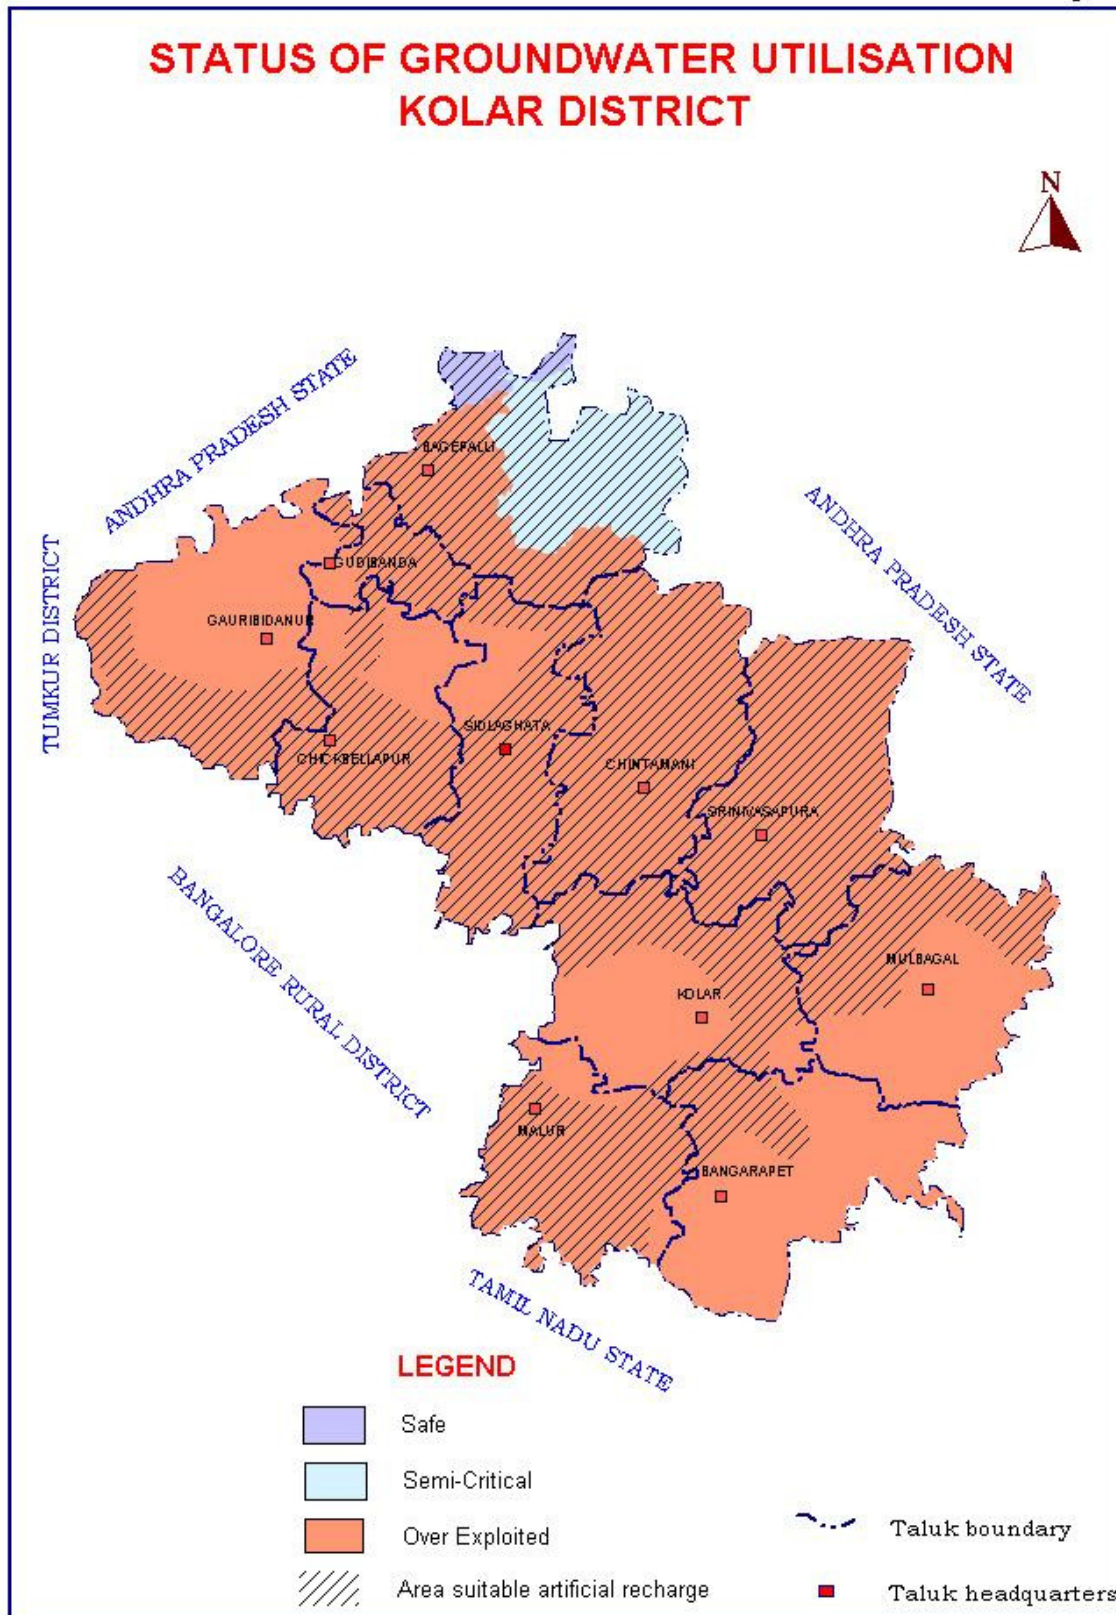 STATUS OF GROUNDWATER UTILISATION
KOLAR DISTRICT
N
ANDHRA PRADESH STATE
BAGEPALLI
ANDHRA PRADESH STATE
TUMKUR DISTRICT
GUDIBANDA
GAURIBIDANUR
SIDLAGHATA
CHICKBELLAPUR
CHINTAMANI
SRINIVASAPURA
BANGALORE RURAL DISTRICT
MULBAGAL
KOLAR
MALUR
BANGARAPET
TAMIL NADU STATE
LEGEND
Safe
Semi-Critical
Over Exploited
Taluk boundary
Area suitable artificial recharge
Taluk headquarters